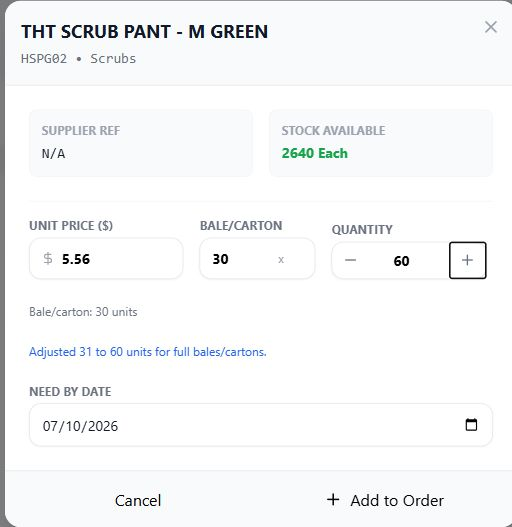 THT SCRUB PANT - M GREEN
HSPG02 • Scrubs
SUPPLIER REF
N/A
STOCK AVAILABLE
2640 Each
UNIT PRICE ($)
$ 5.56
BALE/CARTON
30 x
QUANTITY
− 60 +
Bale/carton: 30 units
Adjusted 31 to 60 units for full bales/cartons.
NEED BY DATE
07/10/2026
Cancel
+ Add to Order